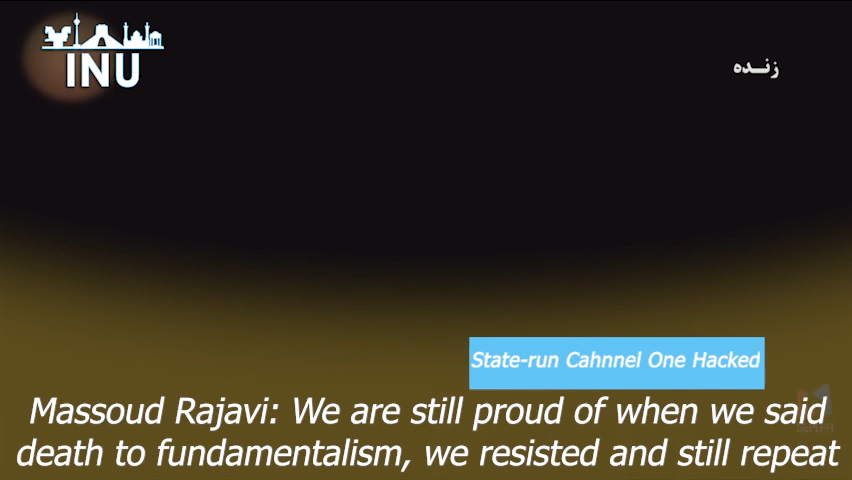 INU
زنده
State-run Cahnnel One Hacked
Massoud Rajavi: We are still proud of when we said
death to fundamentalism, we resisted and still repeat